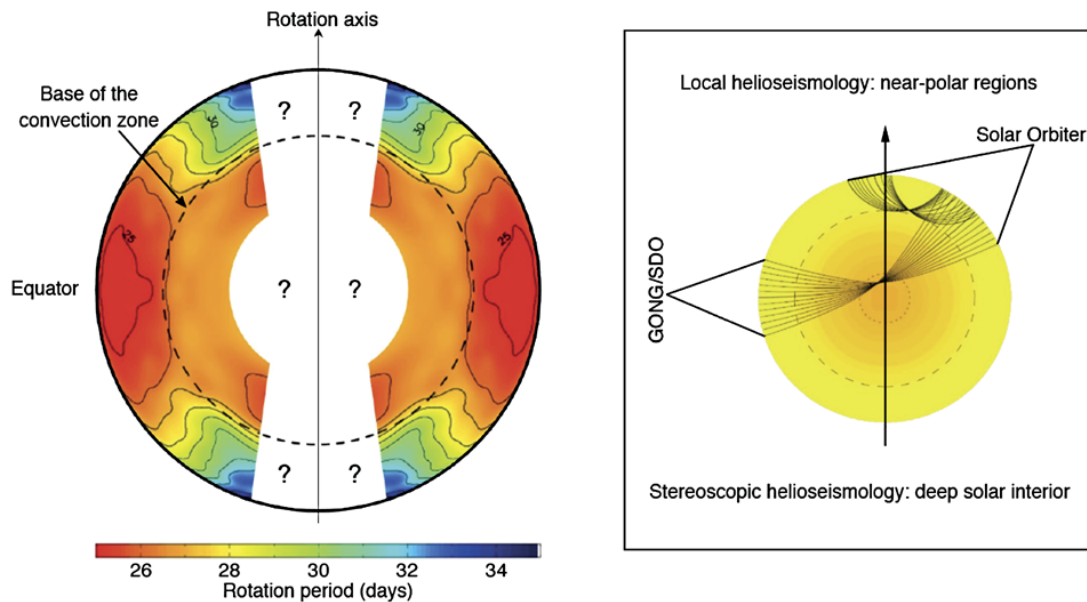 Rotation axis
Base of the
convection zone
?
?
30
30
25
25
Equator
?
?
?
?
26
28
30
32
34
Rotation period (days)
Local helioseismology: near-polar regions
Solar Orbiter
GONG/SDO
Stereoscopic helioseismology: deep solar interior